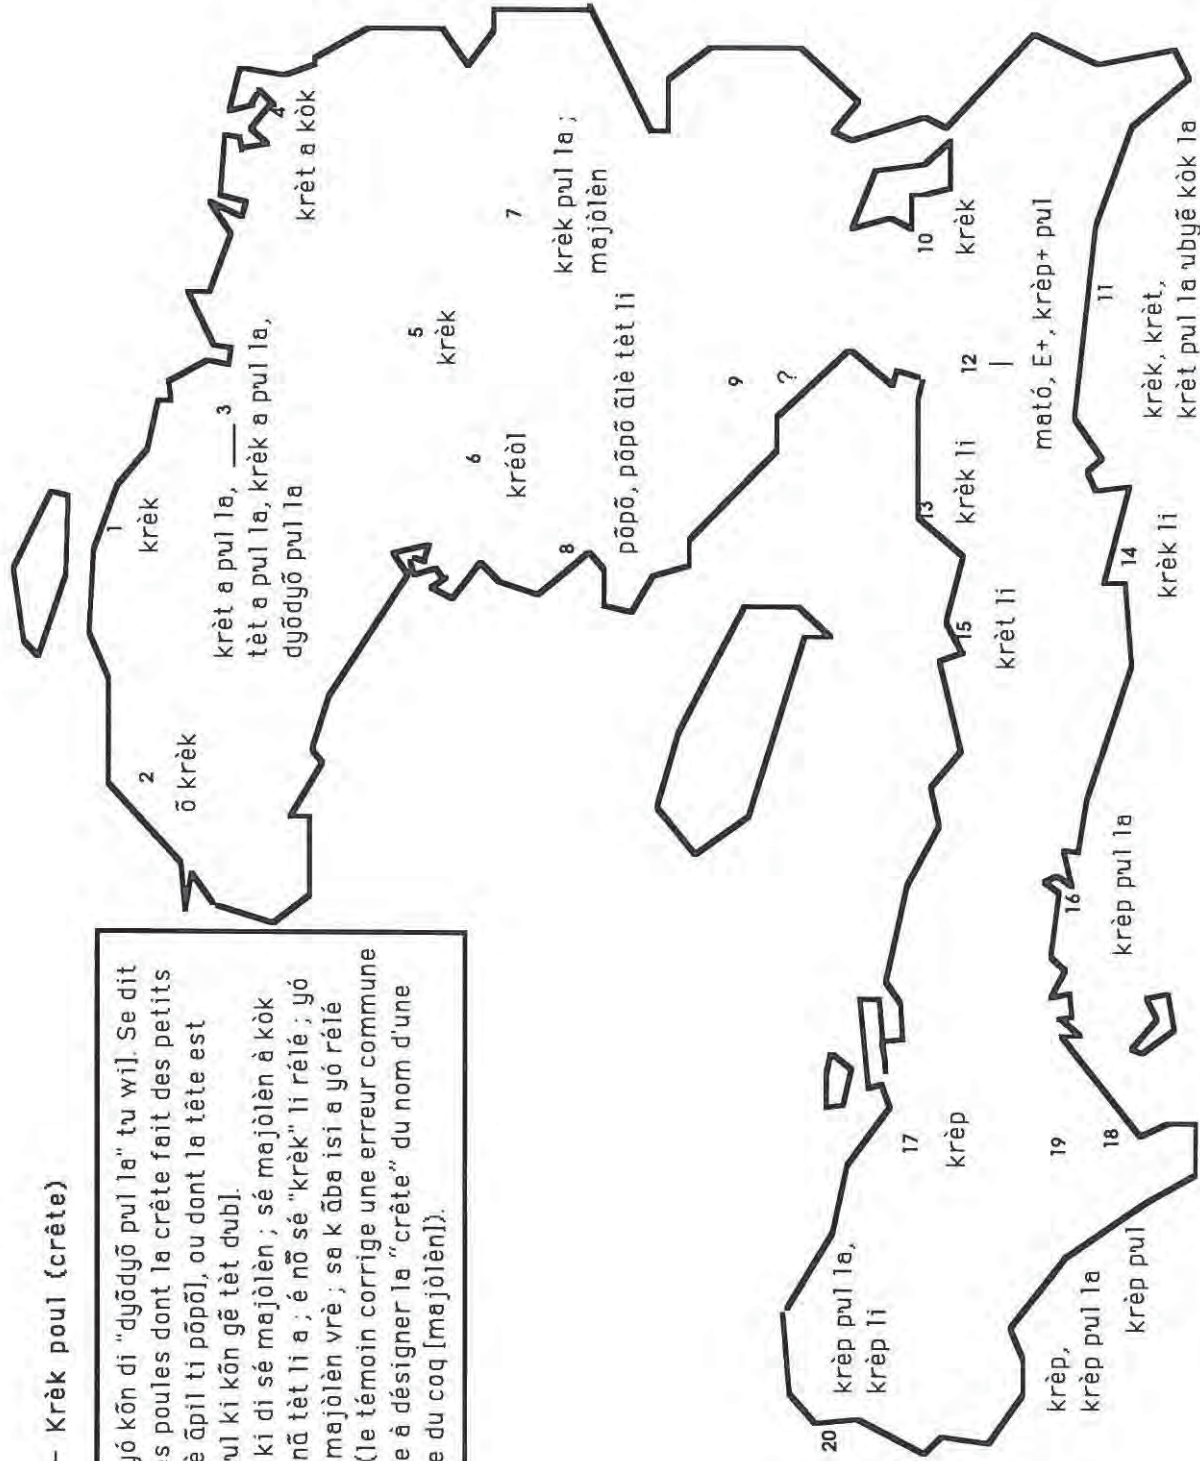 – Krèk poul (crête)
yó kõn di "dyõdyõ pul la" tu wi]. Se dit
s poules dont la crête fait des petits
è ãpil ti põpõ], ou dont la tête est
ul ki kõn gẽ tèt dub].
ki di sé majòlèn ; sé majòlèn à kòk
nã tèt li a ; é nõ sé "krèk" li rélé ; yó
majòlèn vrè ; sa k ãba isi a yó rélé
(le témoin corrige une erreur commune
e à désigner la "crête" du nom d'une
e du coq [majòlèn]).
1
krèk
2
õ krèk
3
krèt a pul la,
tèt a pul la, krèk a pul la,
dyõdyõ pul la
4
krèt a kòk
5
krèk
6
kréòl
7
krèk pul la ;
majòlèn
8
põpõ, põpõ ãlè tèt li
9
?
10
krèk
11
krèk, krèt,
krèt pul la ubyẽ kòk la
12
mató, E+, krèp+ pul
13
krèk li
14
krèk li
15
krèt li
16
krèp pul la
17
krèp
18
krèp pul
19
krèp,
krèp pul la
20
krèp pul la,
krèp li